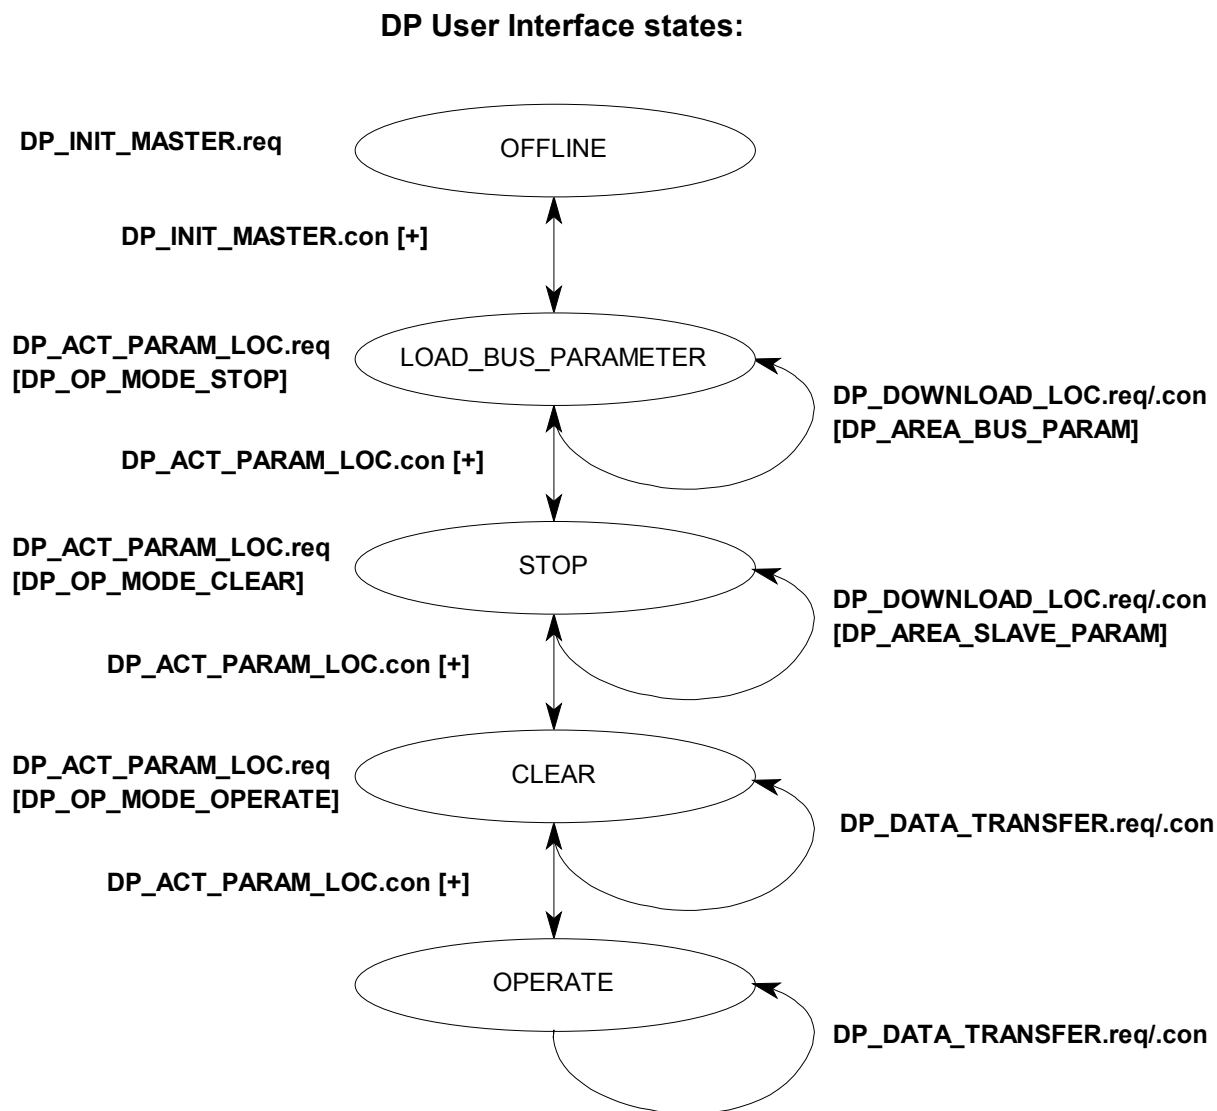 DP User Interface states:
DP_INIT_MASTER.req
OFFLINE
DP_INIT_MASTER.con [+]
DP_ACT_PARAM_LOC.req
[DP_OP_MODE_STOP]
LOAD_BUS_PARAMETER
DP_DOWNLOAD_LOC.req/.con
[DP_AREA_BUS_PARAM]
DP_ACT_PARAM_LOC.con [+]
DP_ACT_PARAM_LOC.req
[DP_OP_MODE_CLEAR]
STOP
DP_DOWNLOAD_LOC.req/.con
[DP_AREA_SLAVE_PARAM]
DP_ACT_PARAM_LOC.con [+]
DP_ACT_PARAM_LOC.req
[DP_OP_MODE_OPERATE]
CLEAR
DP_DATA_TRANSFER.req/.con
DP_ACT_PARAM_LOC.con [+]
OPERATE
DP_DATA_TRANSFER.req/.con